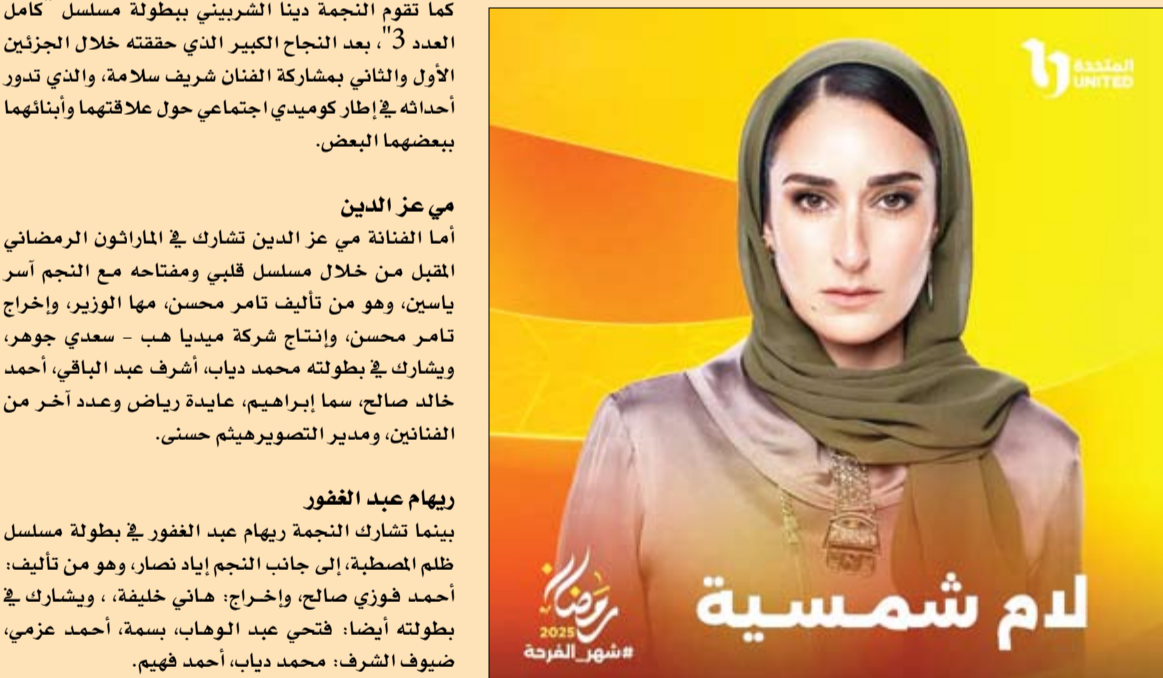 كما تقوم النجمة دينا الشربيني ببطولة مسلسل "كامل
العدد 3"، بعد النجاح الكبير الذي حققته خلال الجزئين
الأول والثاني بمشاركة الفنان شريف سلامة، والذي تدور
أحداثه في إطار كوميدي اجتماعي حول علاقتهما وأبنائهما
ببعضهما البعض.
مي عز الدين
أما الفنانة مي عز الدين تشارك في الماراثون الرمضاني
المقبل من خلال مسلسل قلبي ومفتاحه مع النجم آسر
ياسين، وهو من تأليف تامر محسن، مها الوزير، وإخراج
تامر محسن، وإنتاج شركة ميديا هب - سعدي جوهر،
ويشارك في بطولته محمد دياب، أشرف عبد الباقي، أحمد
خالد صالح، سما إبراهيم، عايدة رياض وعدد آخر من
الفنانين، ومدير التصويرهيثم حسنى.
ريهام عبد الغفور
بينما تشارك النجمة ريهام عبد الغفور في بطولة مسلسل
ظلم المصطبة، إلى جانب النجم إياد نصار، وهو من تأليف:
أحمد فوزي صالح، وإخراج: هاني خليفة، ، ويشارك في
بطولته أيضا: فتحي عبد الوهاب، بسمة، أحمد عزمي،
ضيوف الشرف: محمد دياب، أحمد فهيم.
المتحدة
UNITED
لام شمسية
رمضان
2025
#شهر_الفرحة